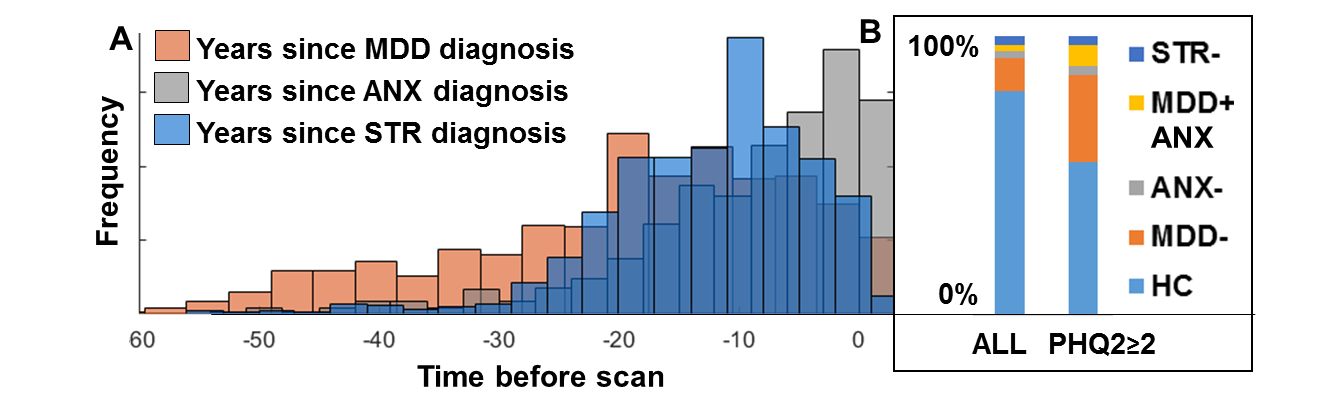 A
Years since MDD diagnosis
Years since ANX diagnosis
Years since STR diagnosis
Frequency
60 -50 -40 -30 -20 -10 0
Time before scan
B
100%
0%
STR-
MDD+
ANX
ANX-
MDD-
HC
ALL PHQ2≥2